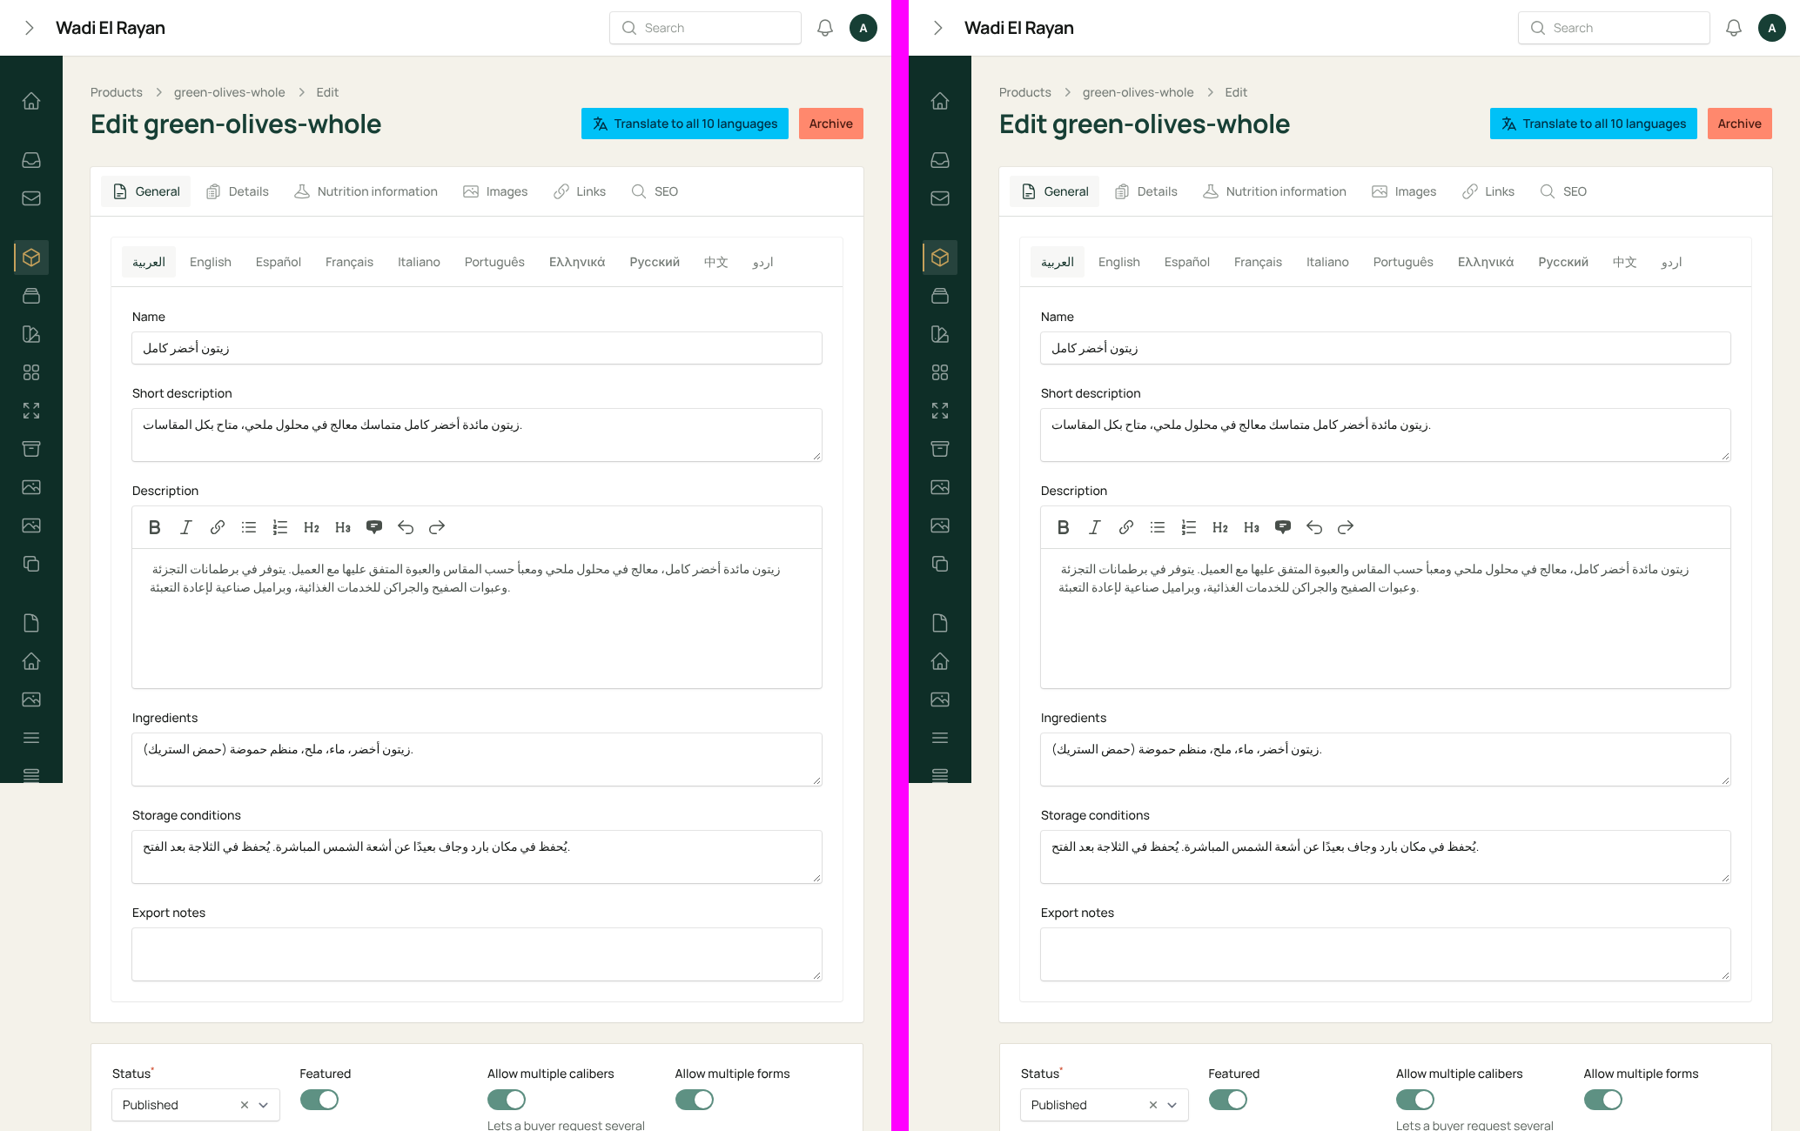 Wadi El Rayan
Search
A
Products > green-olives-whole > Edit
Edit green-olives-whole
Translate to all 10 languages
Archive
General Details Nutrition information Images Links SEO
العربية English Español Français Italiano Português Ελληνικά Русский 中文 اردو
Name
زيتون أخضر كامل
Short description
زيتون مائدة أخضر كامل متماسك معالج في محلول ملحي، متاح بكل المقاسات.
Description
B I H2 H3
زيتون مائدة أخضر كامل، معالج في محلول ملحي ومعبأ حسب المقاس والعبوة المتفق عليها مع العميل. يتوفر في برطمانات التجزئة
وعبوات الصفيح والجراكن للخدمات الغذائية، وبراميل صناعية لإعادة التعبئة.
Ingredients
زيتون أخضر، ماء، ملح، منظم حموضة (حمض الستريك).
Storage conditions
يُحفظ في مكان بارد وجاف بعيدًا عن أشعة الشمس المباشرة. يُحفظ في الثلاجة بعد الفتح.
Export notes
Status* Featured Allow multiple calibers Allow multiple forms
Published
Lets a buyer request several
Wadi El Rayan
Search
A
Products > green-olives-whole > Edit
Edit green-olives-whole
Translate to all 10 languages
Archive
General Details Nutrition information Images Links SEO
العربية English Español Français Italiano Português Ελληνικά Русский 中文 اردو
Name
زيتون أخضر كامل
Short description
زيتون مائدة أخضر كامل متماسك معالج في محلول ملحي، متاح بكل المقاسات.
Description
B I H2 H3
زيتون مائدة أخضر كامل، معالج في محلول ملحي ومعبأ حسب المقاس والعبوة المتفق عليها مع العميل. يتوفر في برطمانات التجزئة
وعبوات الصفيح والجراكن للخدمات الغذائية، وبراميل صناعية لإعادة التعبئة.
Ingredients
زيتون أخضر، ماء، ملح، منظم حموضة (حمض الستريك).
Storage conditions
يُحفظ في مكان بارد وجاف بعيدًا عن أشعة الشمس المباشرة. يُحفظ في الثلاجة بعد الفتح.
Export notes
Status* Featured Allow multiple calibers Allow multiple forms
Published
Lets a buyer request several